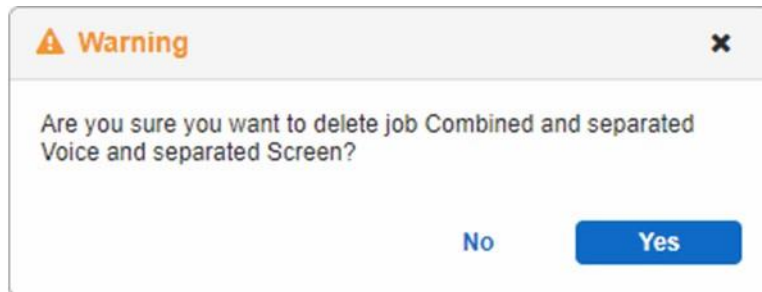 Warning
Are you sure you want to delete job Combined and separated
Voice and separated Screen?
No
Yes